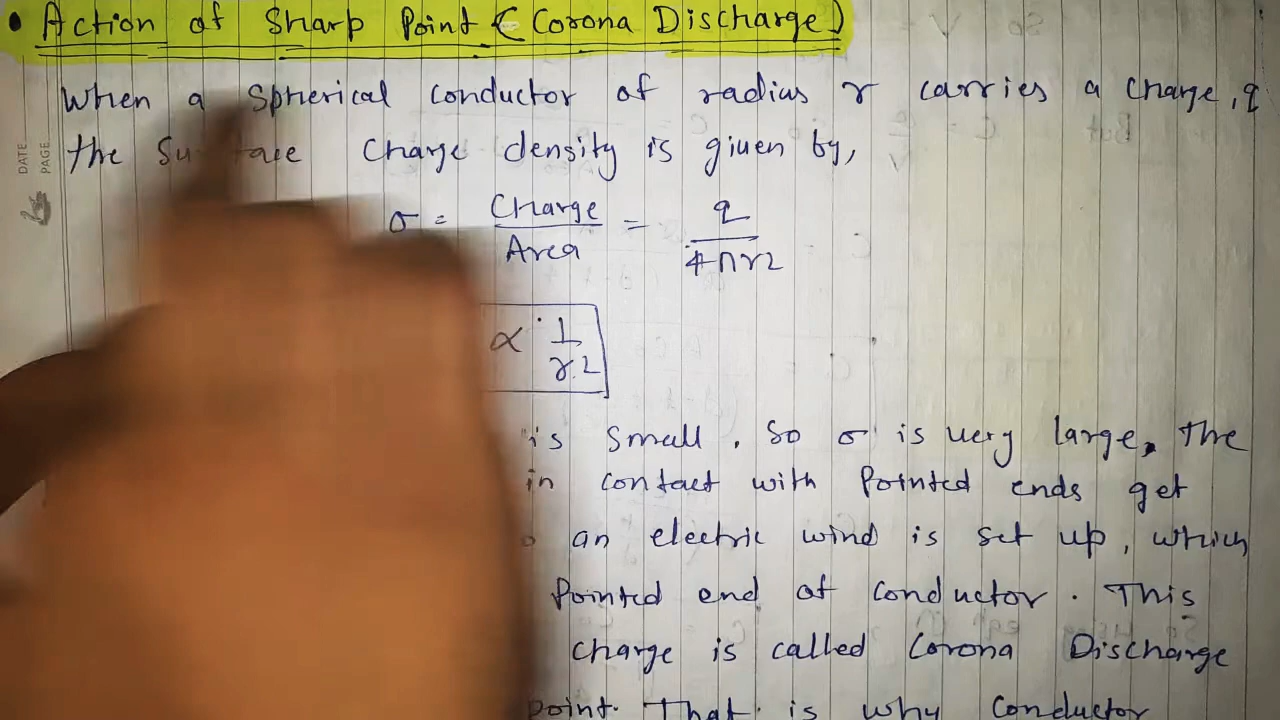 • Action of Sharp Point (Corona Discharge)
When a Spherical conductor of radius r carries a charge, q
the Surface Charge density is given by,
σ = Charge / Area = q / 4πr2
∝ 1 / r2
is small, So σ is very large, The
in contact with Pointed ends get
an electric wind is set up, which
Pointed end of conductor. This
charge is called Corona Discharge
point. That is why Conductor
DATE
PAGE